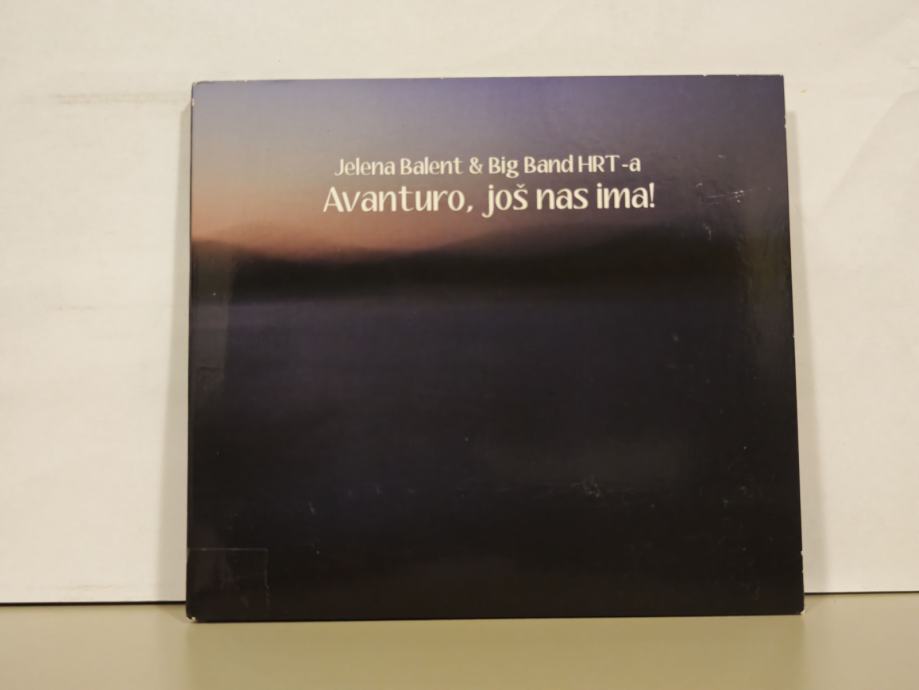 Jelena Balent & Big Band HRT-a
Avanturo, još nas ima!